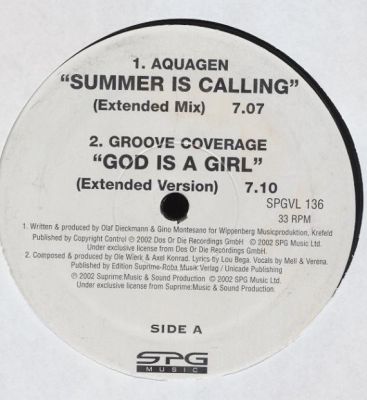 1. AQUAGEN
"SUMMER IS CALLING"
(Extended Mix) 7.07
2. GROOVE COVERAGE
"GOD IS A GIRL"
(Extended Version) 7.10
SPGVL 136
33 RPM
1. Written & produced by Olaf Dieckmann & Gino Montesano for Wippenberg Musicproduktion, Krefeld
Published by Copyright Control ℗ 2002 Dos Or Die Recordings GmbH © 2002 SPG Music Ltd.
Under exclusive license from Dos Or Die Recordings GmbH.
2. Composed & produced by Ole Wierk & Axel Konrad. Lyrics by Lou Bega. Vocals by Mell & Verena.
Published by Edition Suprime-Roba Musik Verlag / Unicade Publishing
℗ 2002 Suprime:Music & Sound Production © 2002 SPG Music Ltd.
Under exclusive license from Suprime:Music & Sound Production.
SIDE A
SPG
MUSIC